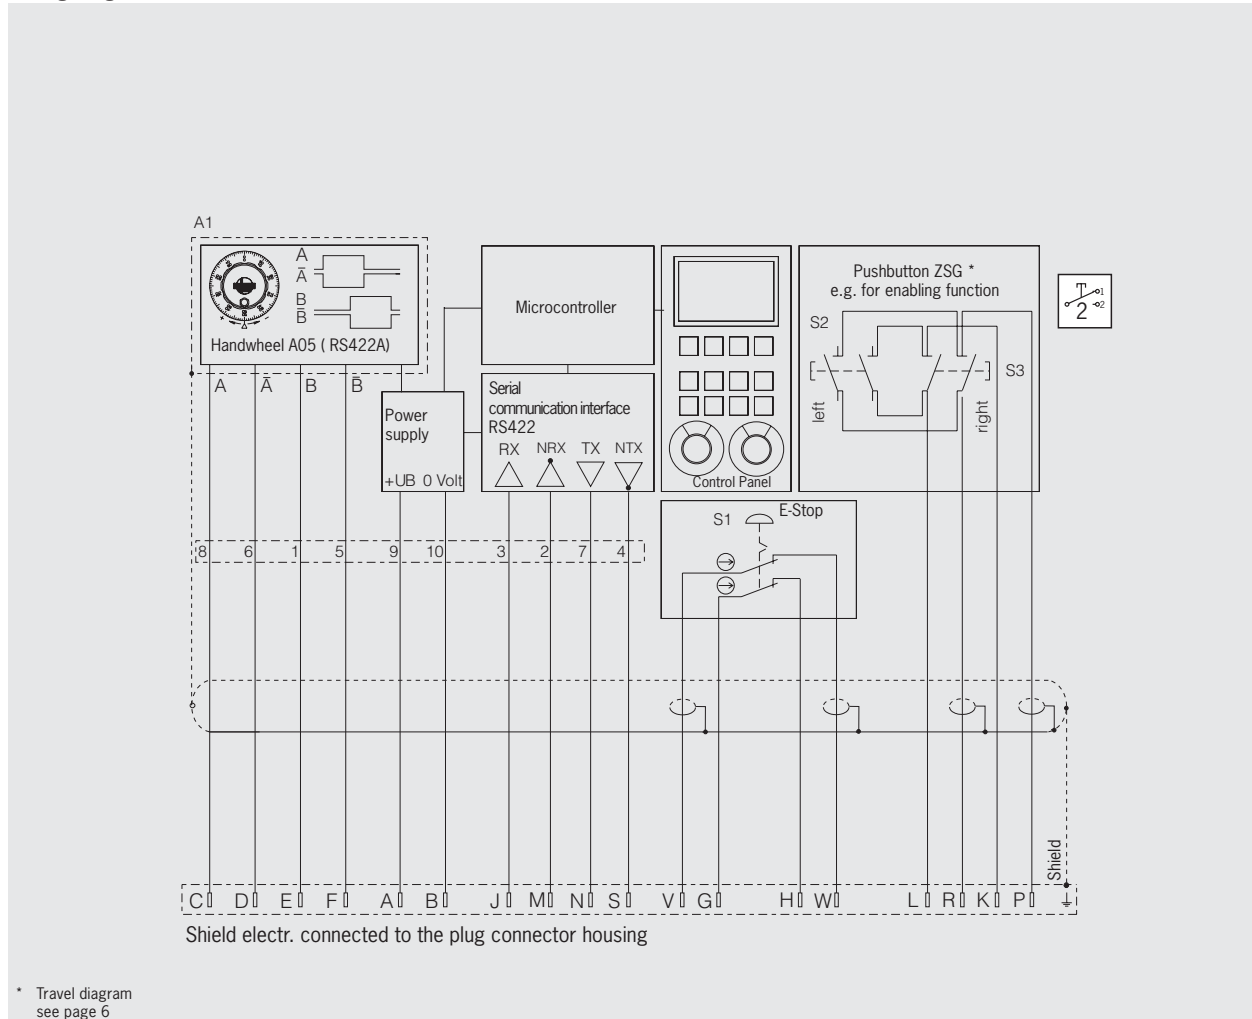 A1
A
A̅
B
B̅
Handwheel A05 ( RS422A)
Microcontroller
Pushbutton ZSG *
e.g. for enabling function
1
2
2
S2
S3
left
right
A
A̅
B
B̅
Power
supply
+UB 0 Volt
Serial
communication interface
RS422
RX NRX TX NTX
Control Panel
S1
E-Stop
8 6 1 5 9 10 3 2 7 4
Shield
C D E F A B J M N S V G H W L R K P
Shield electr. connected to the plug connector housing
* Travel diagram
see page 6